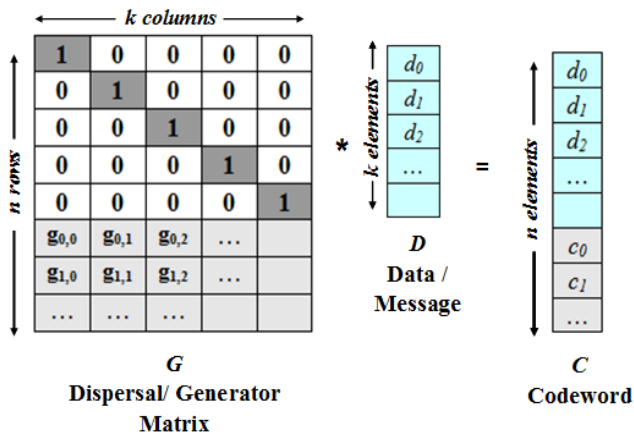 k columns
n rows
1 0 0 0 0
0 1 0 0 0
0 0 1 0 0
0 0 0 1 0
0 0 0 0 1
g0,0 g0,1 g0,2 ...
g1,0 g1,1 g1,2 ...
... ... ...
G
Dispersal/ Generator
Matrix
*
k elements
d0
d1
d2
...
D
Data /
Message
=
n elements
d0
d1
d2
...
c0
c1
...
C
Codeword